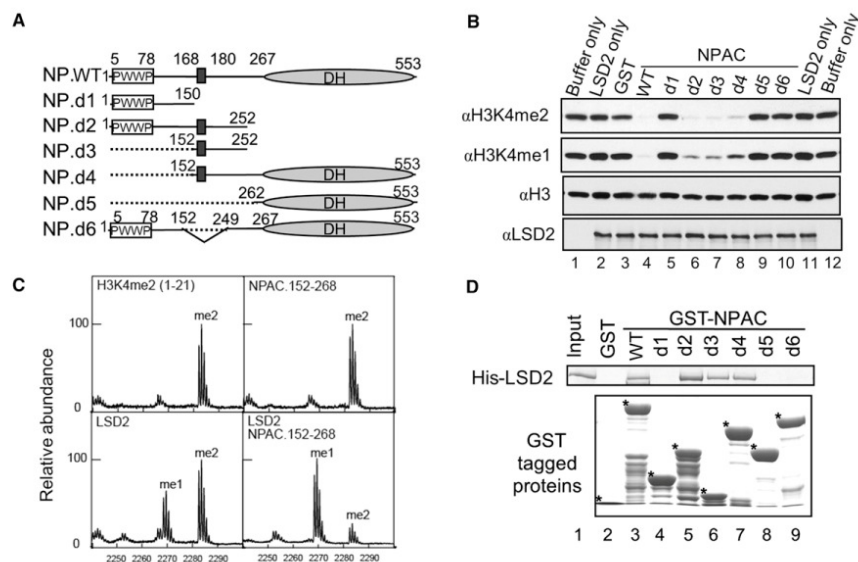 A
5 78 168 180 267 553
NP.WT 1 PWWP DH
NP.d1 1 PWWP 150
NP.d2 1 PWWP 252
NP.d3 152 252
NP.d4 152 DH 553
NP.d5 262 DH 553
5 78 152 249 267 553
NP.d6 1 PWWP DH
B
Buffer only
LSD2 only
GST
NPAC
WT
d1
d2
d3
d4
d5
d6
LSD2 only
Buffer only
αH3K4me2
αH3K4me1
αH3
αLSD2
1 2 3 4 5 6 7 8 9 10 11 12
C
Relative abundance
H3K4me2 (1-21)
me2
100
0
NPAC.152-268
me2
LSD2
me1
me2
100
0
LSD2
NPAC.152-268
me1
me2
2250 2260 2270 2280 2290
2250 2260 2270 2280 2290
D
GST-NPAC
Input
GST
WT
d1
d2
d3
d4
d5
d6
His-LSD2
GST
tagged
proteins
* * * * * * * *
1 2 3 4 5 6 7 8 9